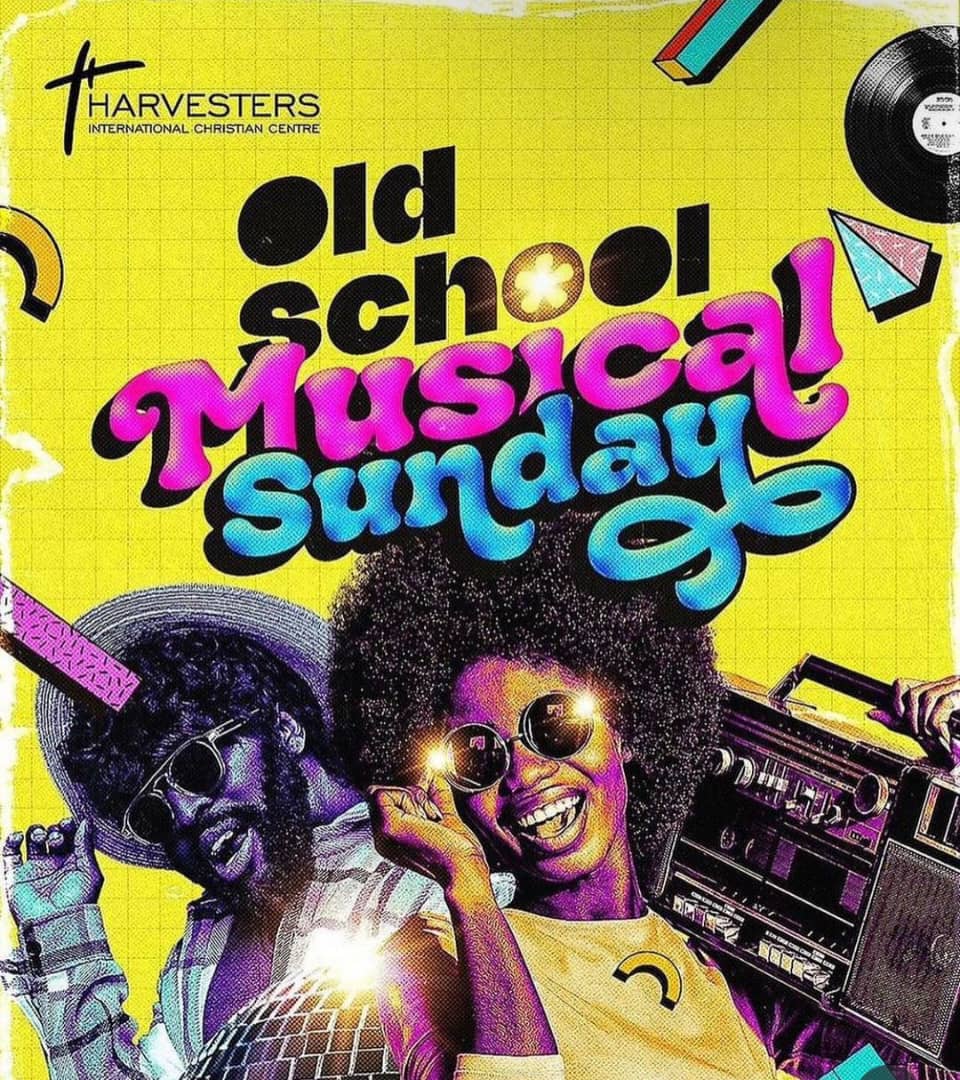 HARVESTERS
INTERNATIONAL CHRISTIAN CENTRE
Old
school
Musical
Sunday